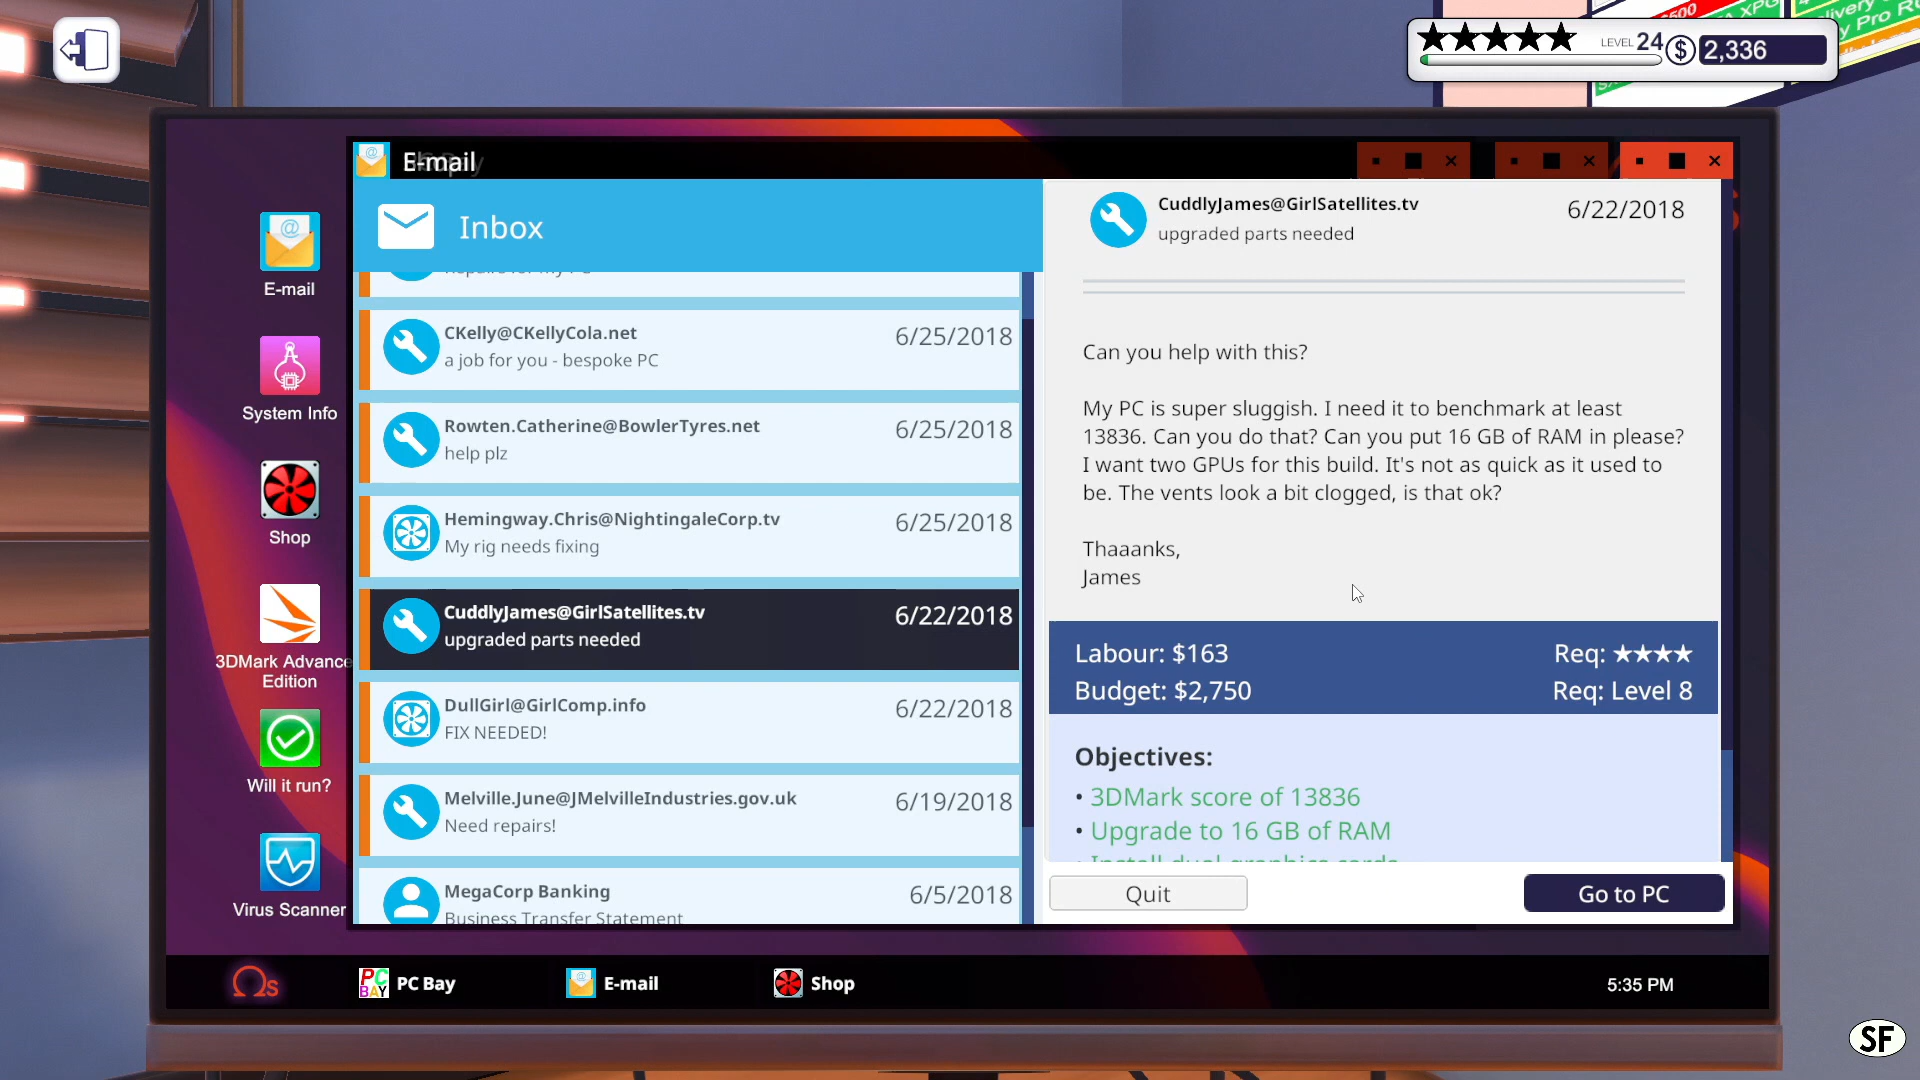 LEVEL 24
$ 2,336
E-mail
Inbox
CKelly@CKellyCola.net 6/25/2018
a job for you - bespoke PC
Rowten.Catherine@BowlerTyres.net 6/25/2018
help plz
Hemingway.Chris@NightingaleCorp.tv 6/25/2018
My rig needs fixing
CuddlyJames@GirlSatellites.tv 6/22/2018
upgraded parts needed
DullGirl@GirlComp.info 6/22/2018
FIX NEEDED!
Melville.June@JMelvilleIndustries.gov.uk 6/19/2018
Need repairs!
MegaCorp Banking 6/5/2018
Business Transfer Statement
CuddlyJames@GirlSatellites.tv 6/22/2018
upgraded parts needed
Can you help with this?
My PC is super sluggish. I need it to benchmark at least
13836. Can you do that? Can you put 16 GB of RAM in please?
I want two GPUs for this build. It's not as quick as it used to
be. The vents look a bit clogged, is that ok?
Thaaanks,
James
Labour: $163 Req: ★★★★
Budget: $2,750 Req: Level 8
Objectives:
• 3DMark score of 13836
• Upgrade to 16 GB of RAM
• Install dual graphics cards
Quit
Go to PC
E-mail
System Info
Shop
3DMark Advance
Edition
Will it run?
Virus Scanner
Ωs
PC BAY
PC Bay
E-mail
Shop
5:35 PM
SF